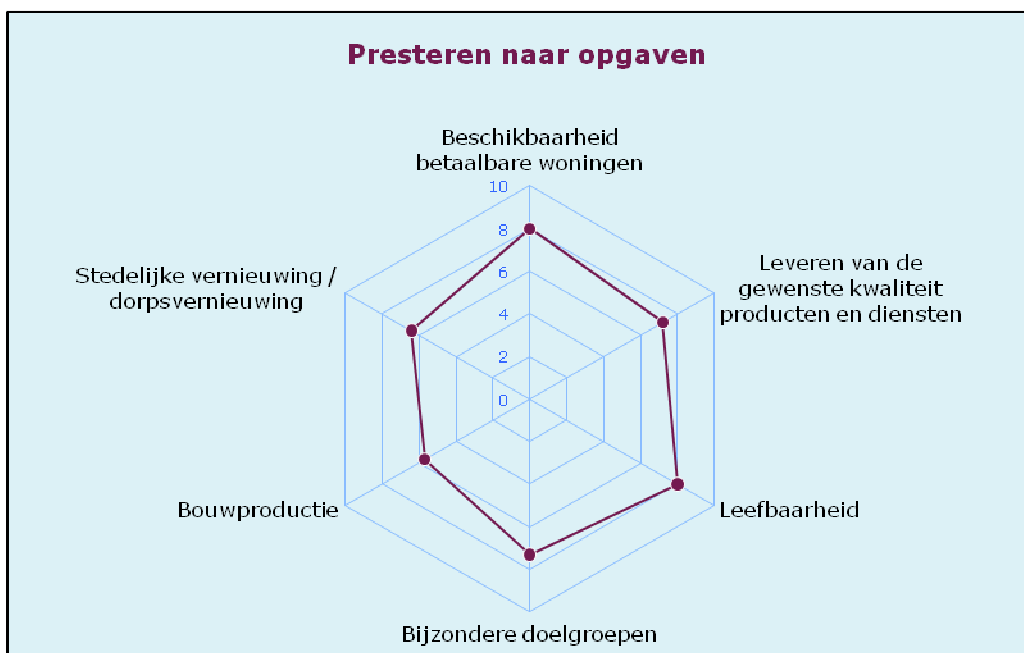 Presteren naar opgaven
Beschikbaarheid
betaalbare woningen
10
8
6
4
2
0
Leveren van de
gewenste kwaliteit
producten en diensten
Leefbaarheid
Bijzondere doelgroepen
Bouwproductie
Stedelijke vernieuwing /
dorpsvernieuwing